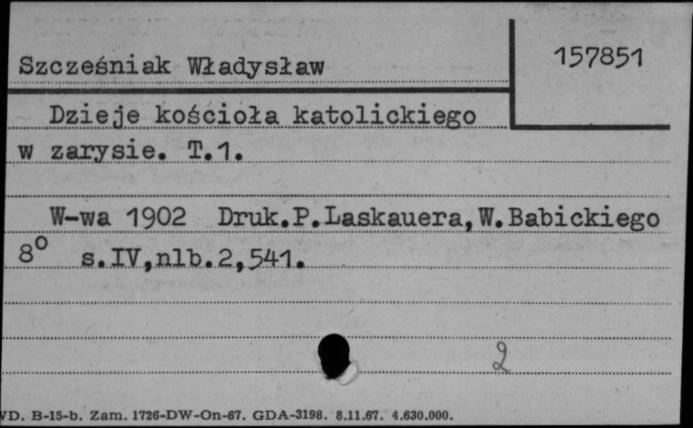 Szcześniak Władysław
157851
Dzieje kościoła katolickiego
w zarysie. T.1.
W-wa 1902 Druk.P.Laskauera,W.Babickiego
8° s.IV,nlb.2,541.
2
VD. B-15-b. Zam. 1726-DW-On-67. GDA-3198. 8.11.67. 4.630.000.